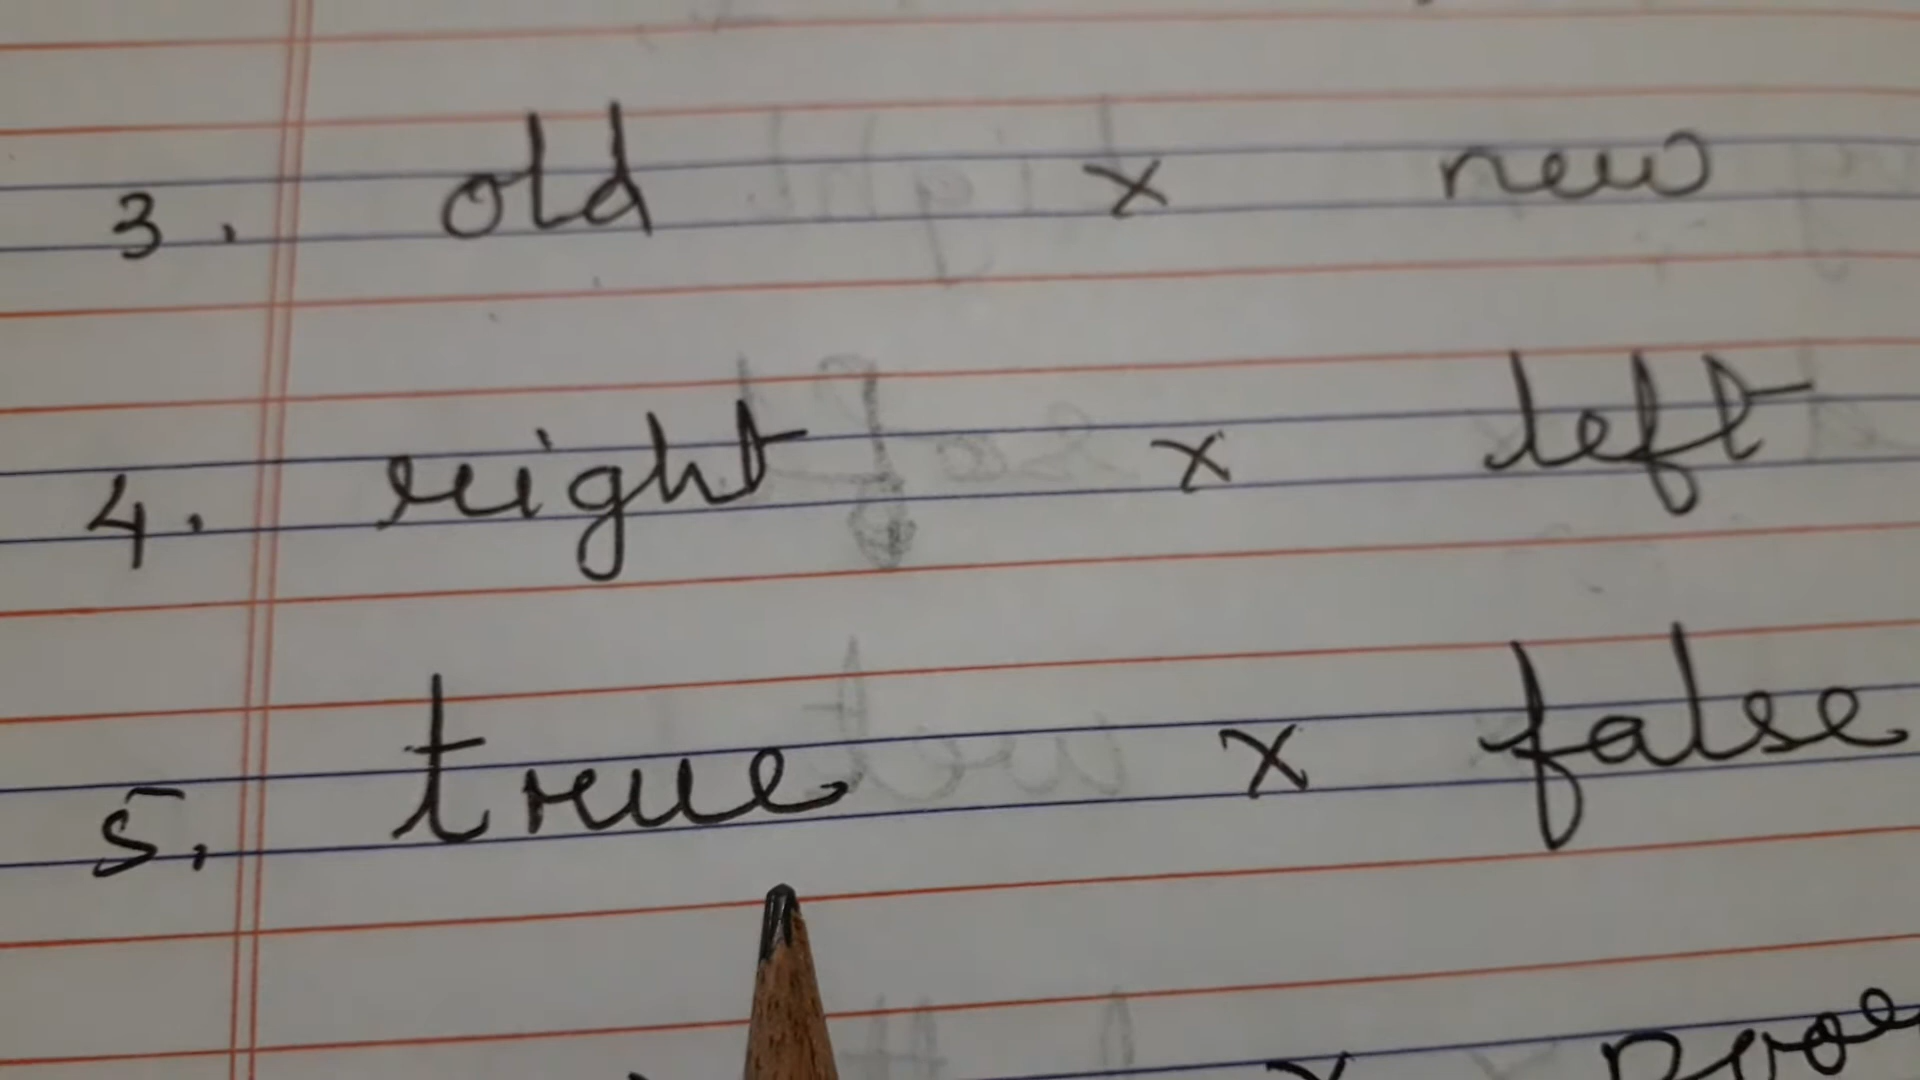 3. old x new
4. right x left
5. true x false